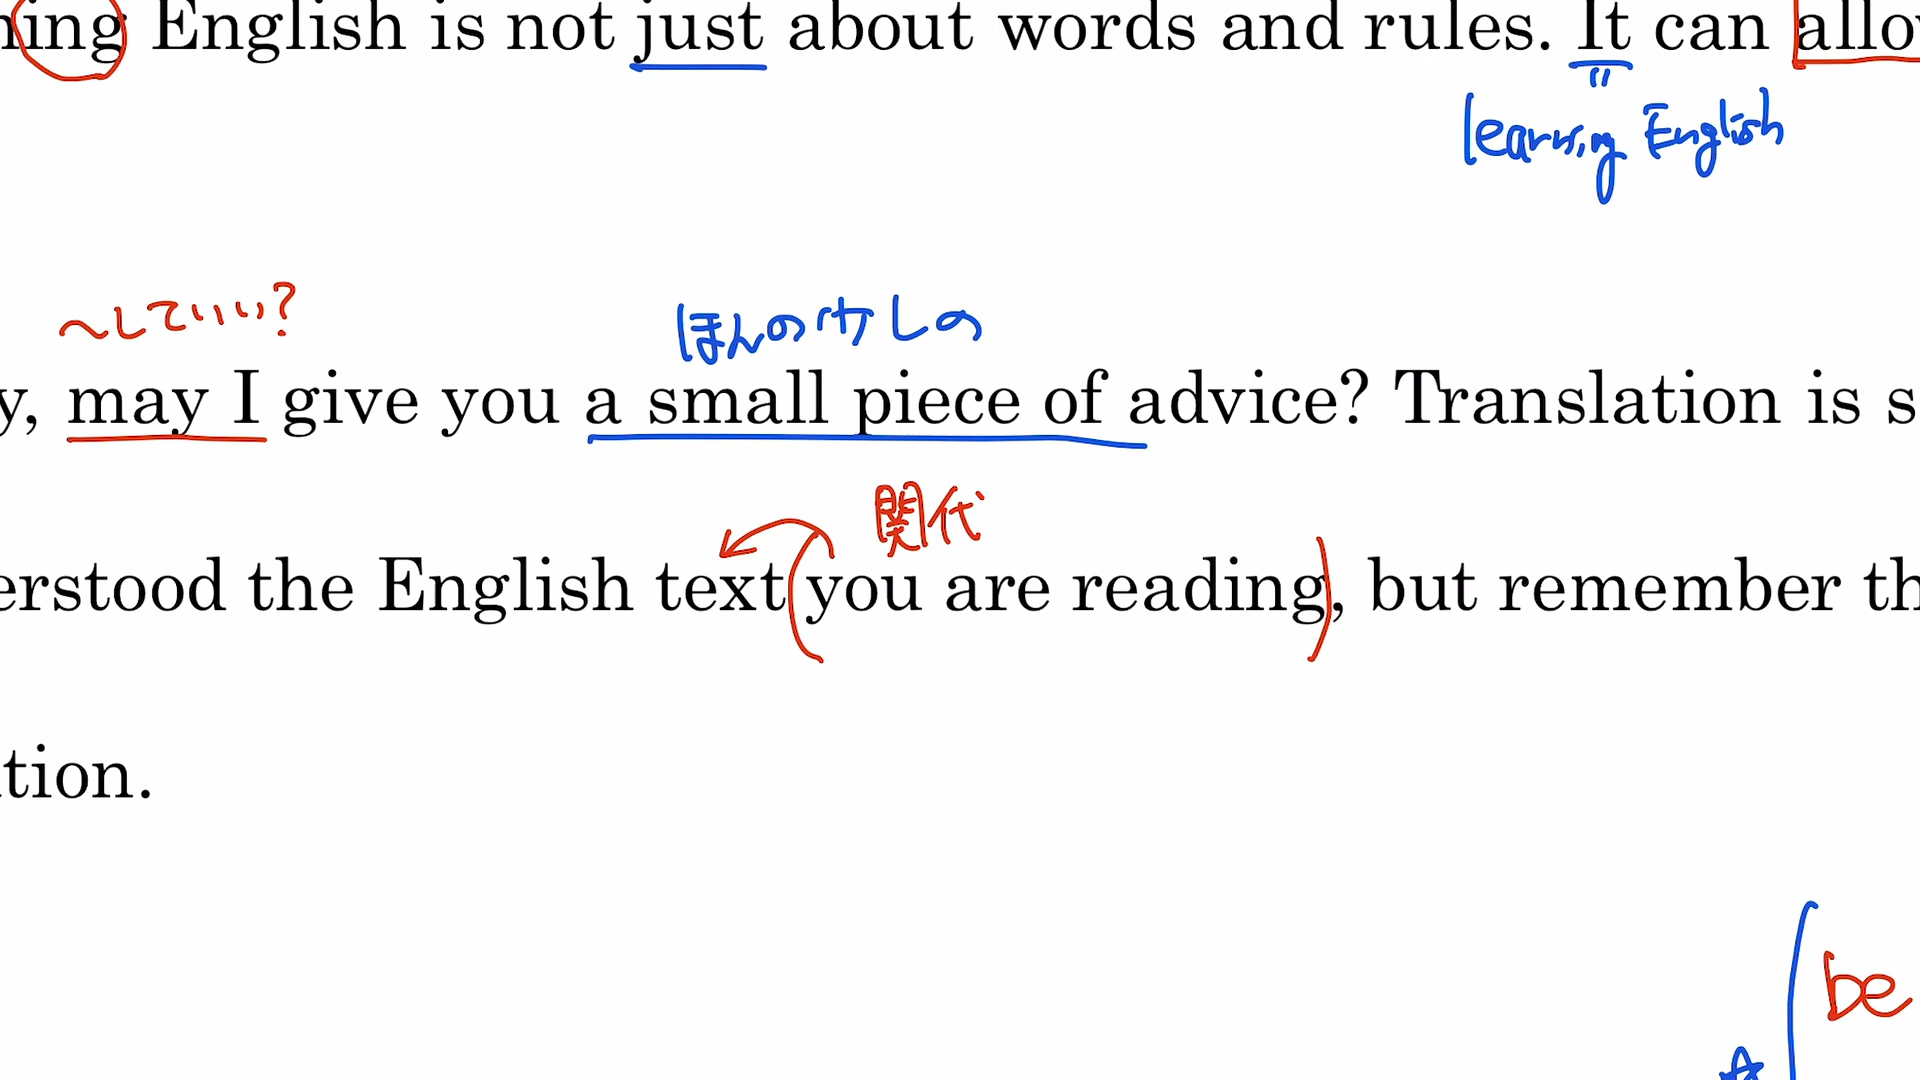 ing English is not just about words and rules. It can allo
learning English
〜していい?
ほんの少しの
y, may I give you a small piece of advice? Translation is s
関代
erstood the English text (you are reading), but remember th
tion.
be